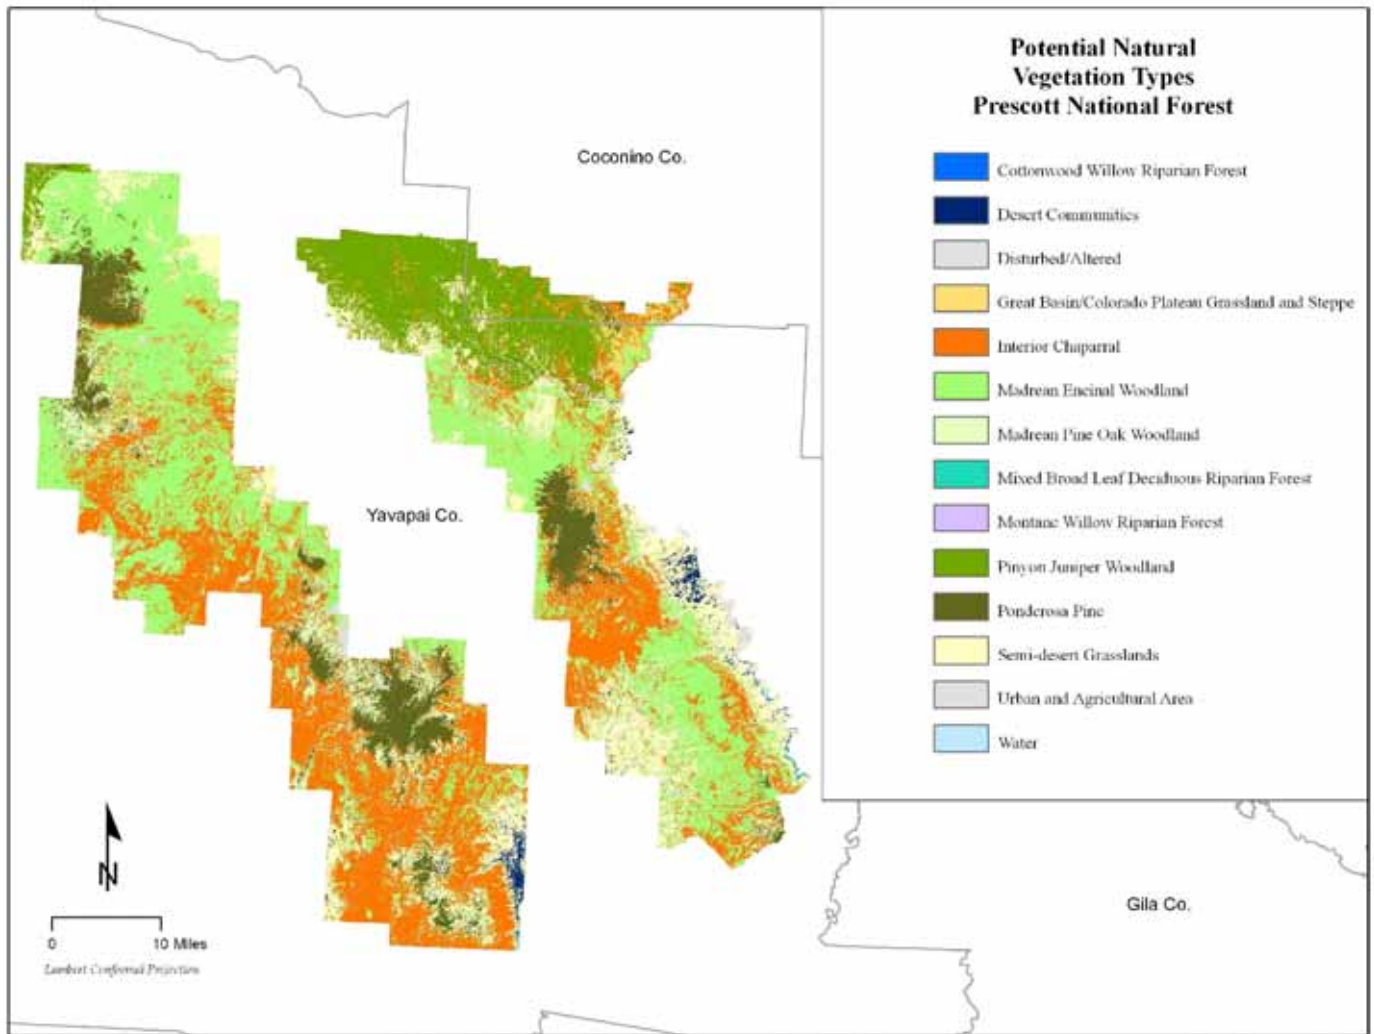 Potential Natural
Vegetation Types
Prescott National Forest
Coconino Co.
Cottonwood Willow Riparian Forest
Desert Communities
Disturbed/Altered
Great Basin/Colorado Plateau Grassland and Steppe
Interior Chaparral
Madrean Encinal Woodland
Madrean Pine Oak Woodland
Mixed Broad Leaf Deciduous Riparian Forest
Montane Willow Riparian Forest
Pinyon Juniper Woodland
Ponderosa Pine
Semi-desert Grasslands
Urban and Agricultural Area
Water
Yavapai Co.
N
0 10 Miles
Lambert Conformal Projection
Gila Co.